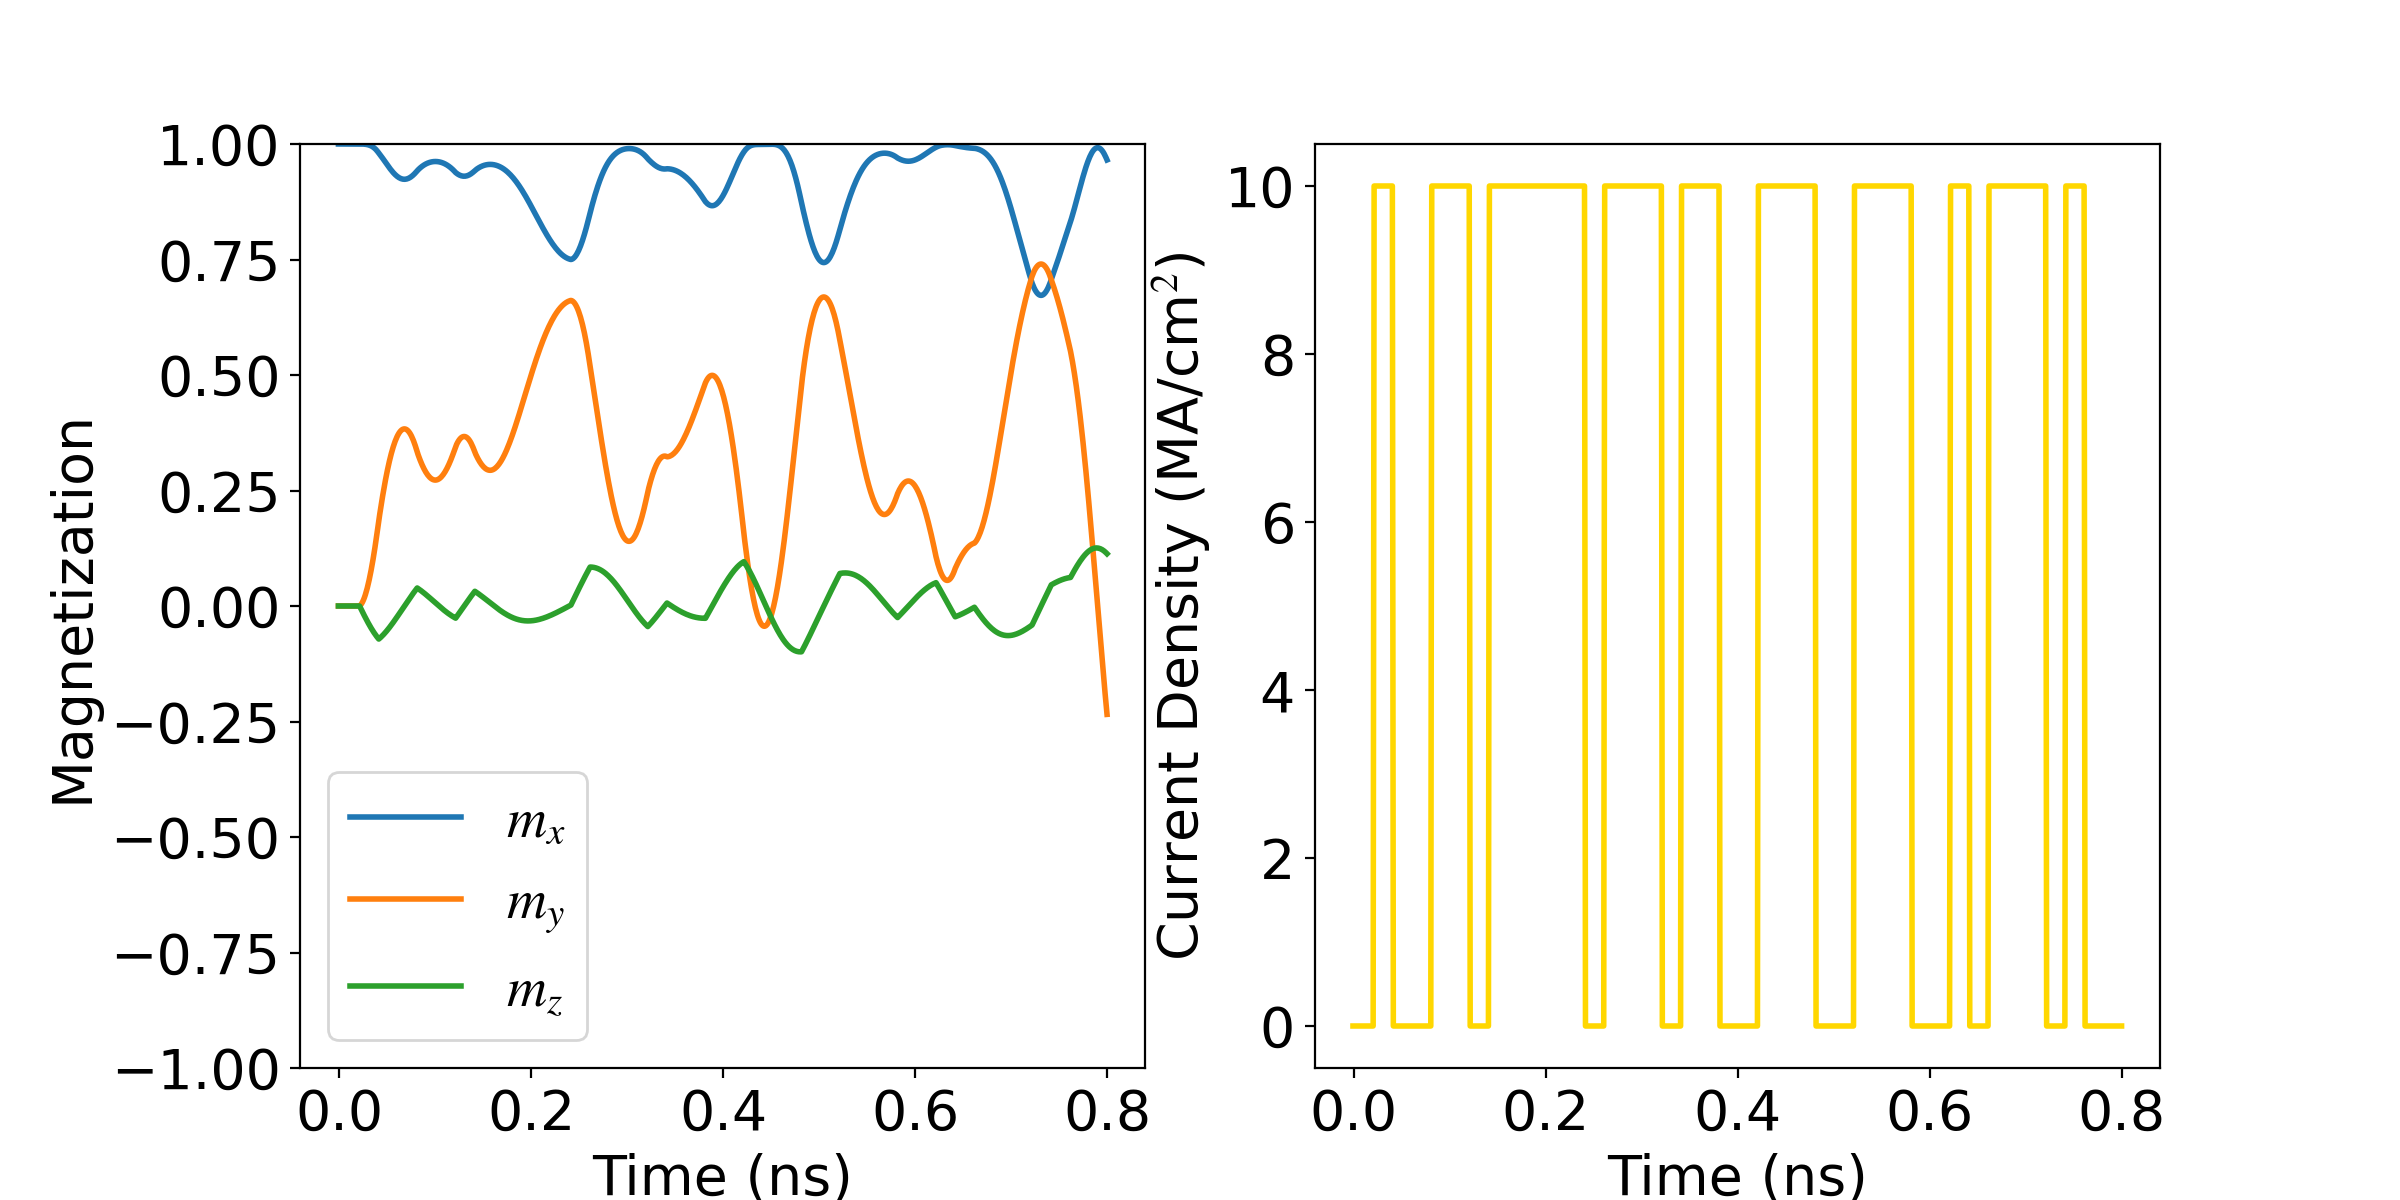 1.00
0.75
0.50
0.25
0.00
−0.25
−0.50
−0.75
−1.00
Magnetization
m_x
m_y
m_z
0.0 0.2 0.4 0.6 0.8
Time (ns)
10
8
6
4
2
0
Current Density (MA/cm²)
0.0 0.2 0.4 0.6 0.8
Time (ns)